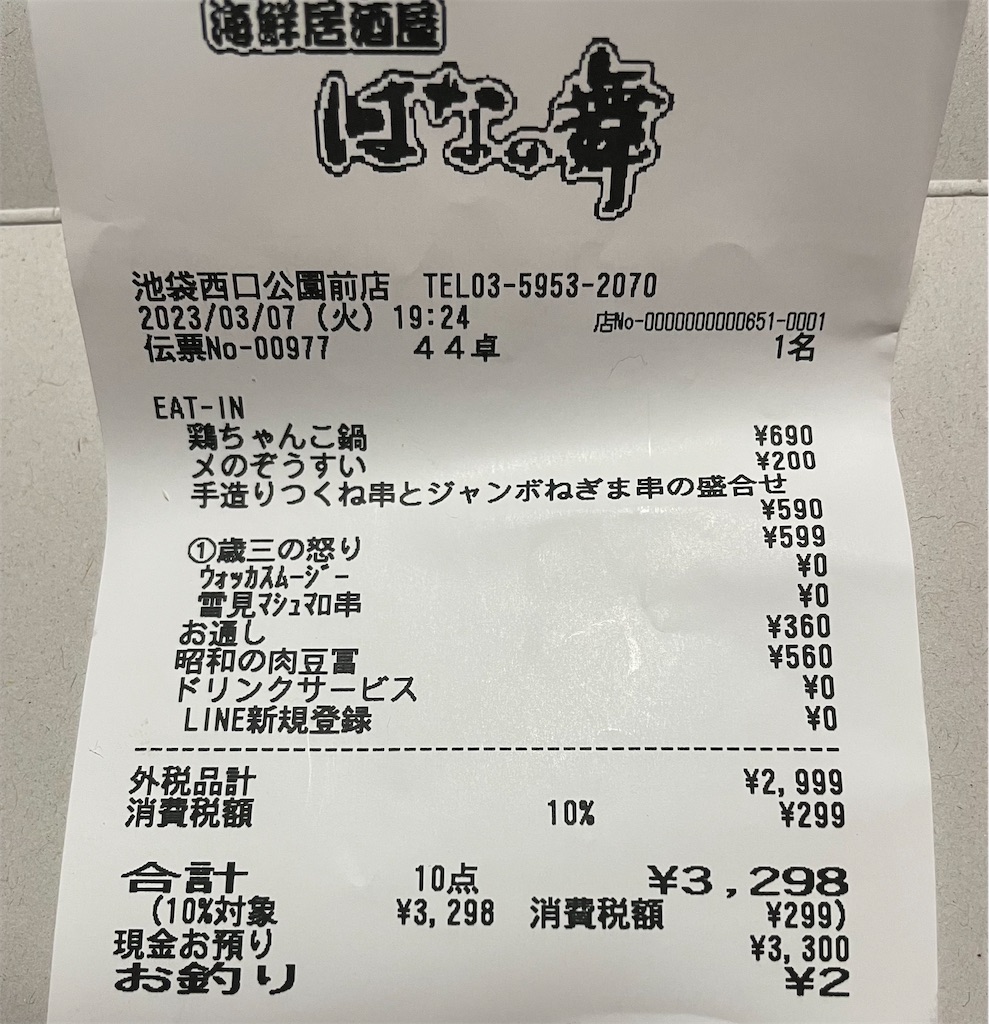 海鮮居酒屋
はなの舞
池袋西口公園前店 TEL03-5953-2070
2023/03/07 (火) 19:24 店No-0000000000651-0001
伝票No-00977 44卓 1名
EAT-IN
鶏ちゃんこ鍋 ¥690
〆のぞうすい ¥200
手造りつくね串とジャンボねぎま串の盛合せ
¥590
①歳三の怒り ¥599
ウォッカスムージー ¥0
雪見マシュマロ串 ¥0
お通し ¥360
昭和の肉豆冨 ¥560
ドリンクサービス ¥0
LINE新規登録 ¥0
外税品計 ¥2,999
消費税額 10% ¥299
合計 10点 ¥3,298
(10%対象 ¥3,298 消費税額 ¥299)
現金お預り ¥3,300
お釣り ¥2